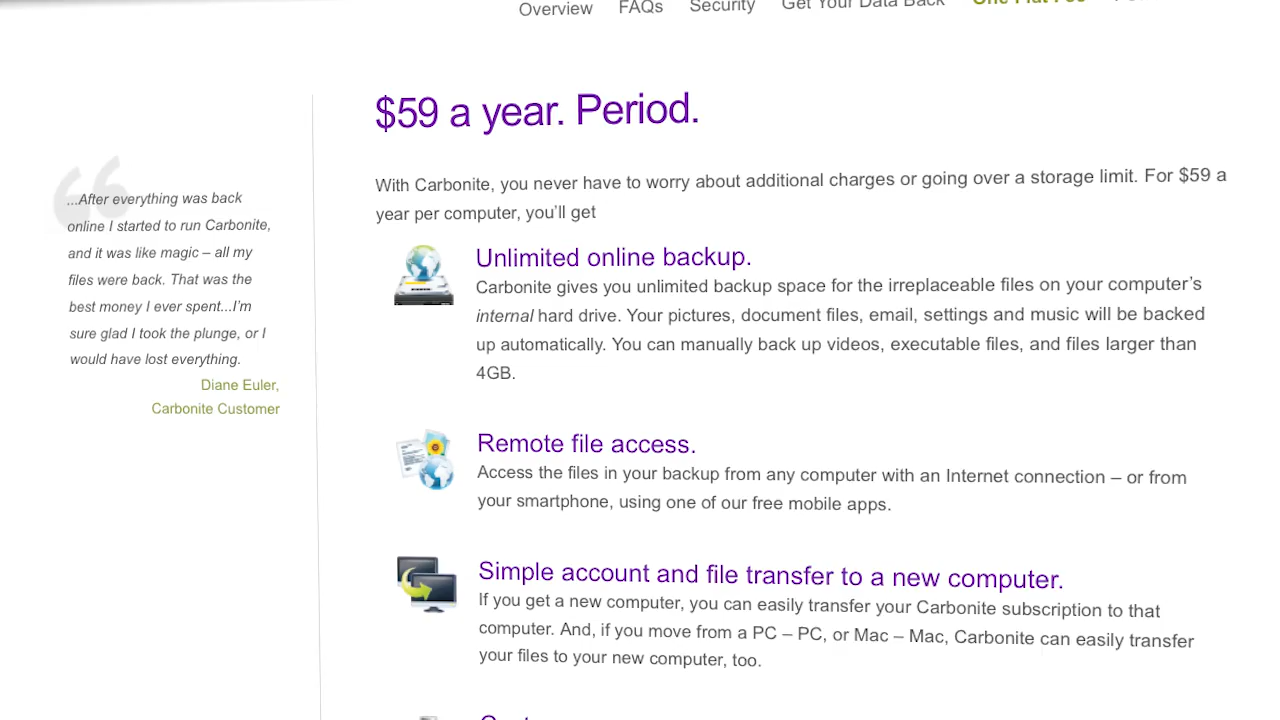 Overview FAQs Security Get Your Data Back One Flat Fee
$59 a year. Period.
...After everything was back
online I started to run Carbonite,
and it was like magic – all my
files were back. That was the
best money I ever spent...I'm
sure glad I took the plunge, or I
would have lost everything.
Diane Euler,
Carbonite Customer
With Carbonite, you never have to worry about additional charges or going over a storage limit. For $59 a
year per computer, you'll get
Unlimited online backup.
Carbonite gives you unlimited backup space for the irreplaceable files on your computer's
internal hard drive. Your pictures, document files, email, settings and music will be backed
up automatically. You can manually back up videos, executable files, and files larger than
4GB.
Remote file access.
Access the files in your backup from any computer with an Internet connection – or from
your smartphone, using one of our free mobile apps.
Simple account and file transfer to a new computer.
If you get a new computer, you can easily transfer your Carbonite subscription to that
computer. And, if you move from a PC – PC, or Mac – Mac, Carbonite can easily transfer
your files to your new computer, too.